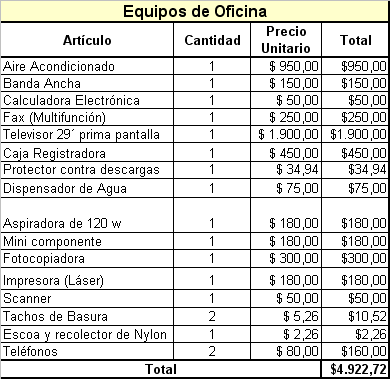 Equipos de Oficina
Artículo Cantidad Precio Unitario Total
Aire Acondicionado 1 $ 950,00 $950,00
Banda Ancha 1 $ 150,00 $150,00
Calculadora Electrónica 1 $ 50,00 $50,00
Fax (Multifunción) 1 $ 250,00 $250,00
Televisor 29´ prima pantalla 1 $ 1.900,00 $1.900,00
Caja Registradora 1 $ 450,00 $450,00
Protector contra descargas 1 $ 34,94 $34,94
Dispensador de Agua 1 $ 75,00 $75,00
Aspiradora de 120 w 1 $ 180,00 $180,00
Mini componente 1 $ 180,00 $180,00
Fotocopiadora 1 $ 300,00 $300,00
Impresora (Láser) 1 $ 180,00 $180,00
Scanner 1 $ 50,00 $50,00
Tachos de Basura 2 $ 5,26 $10,52
Escoa y recolector de Nylon 1 $ 2,26 $2,26
Teléfonos 2 $ 80,00 $160,00
Total $4.922,72